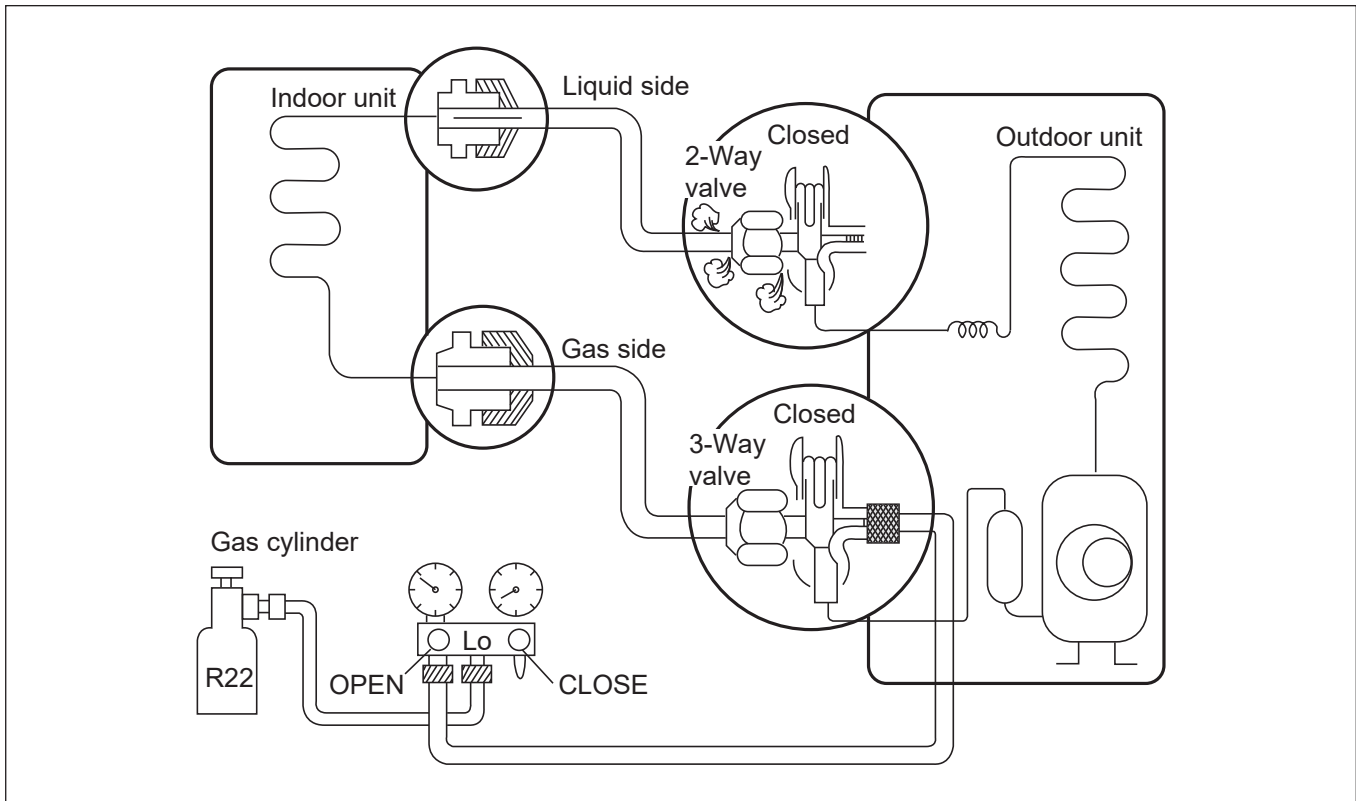 Indoor unit
Liquid side
Closed
2-Way
valve
Outdoor unit
Gas side
Closed
3-Way
valve
Gas cylinder
R22
Lo
OPEN
CLOSE